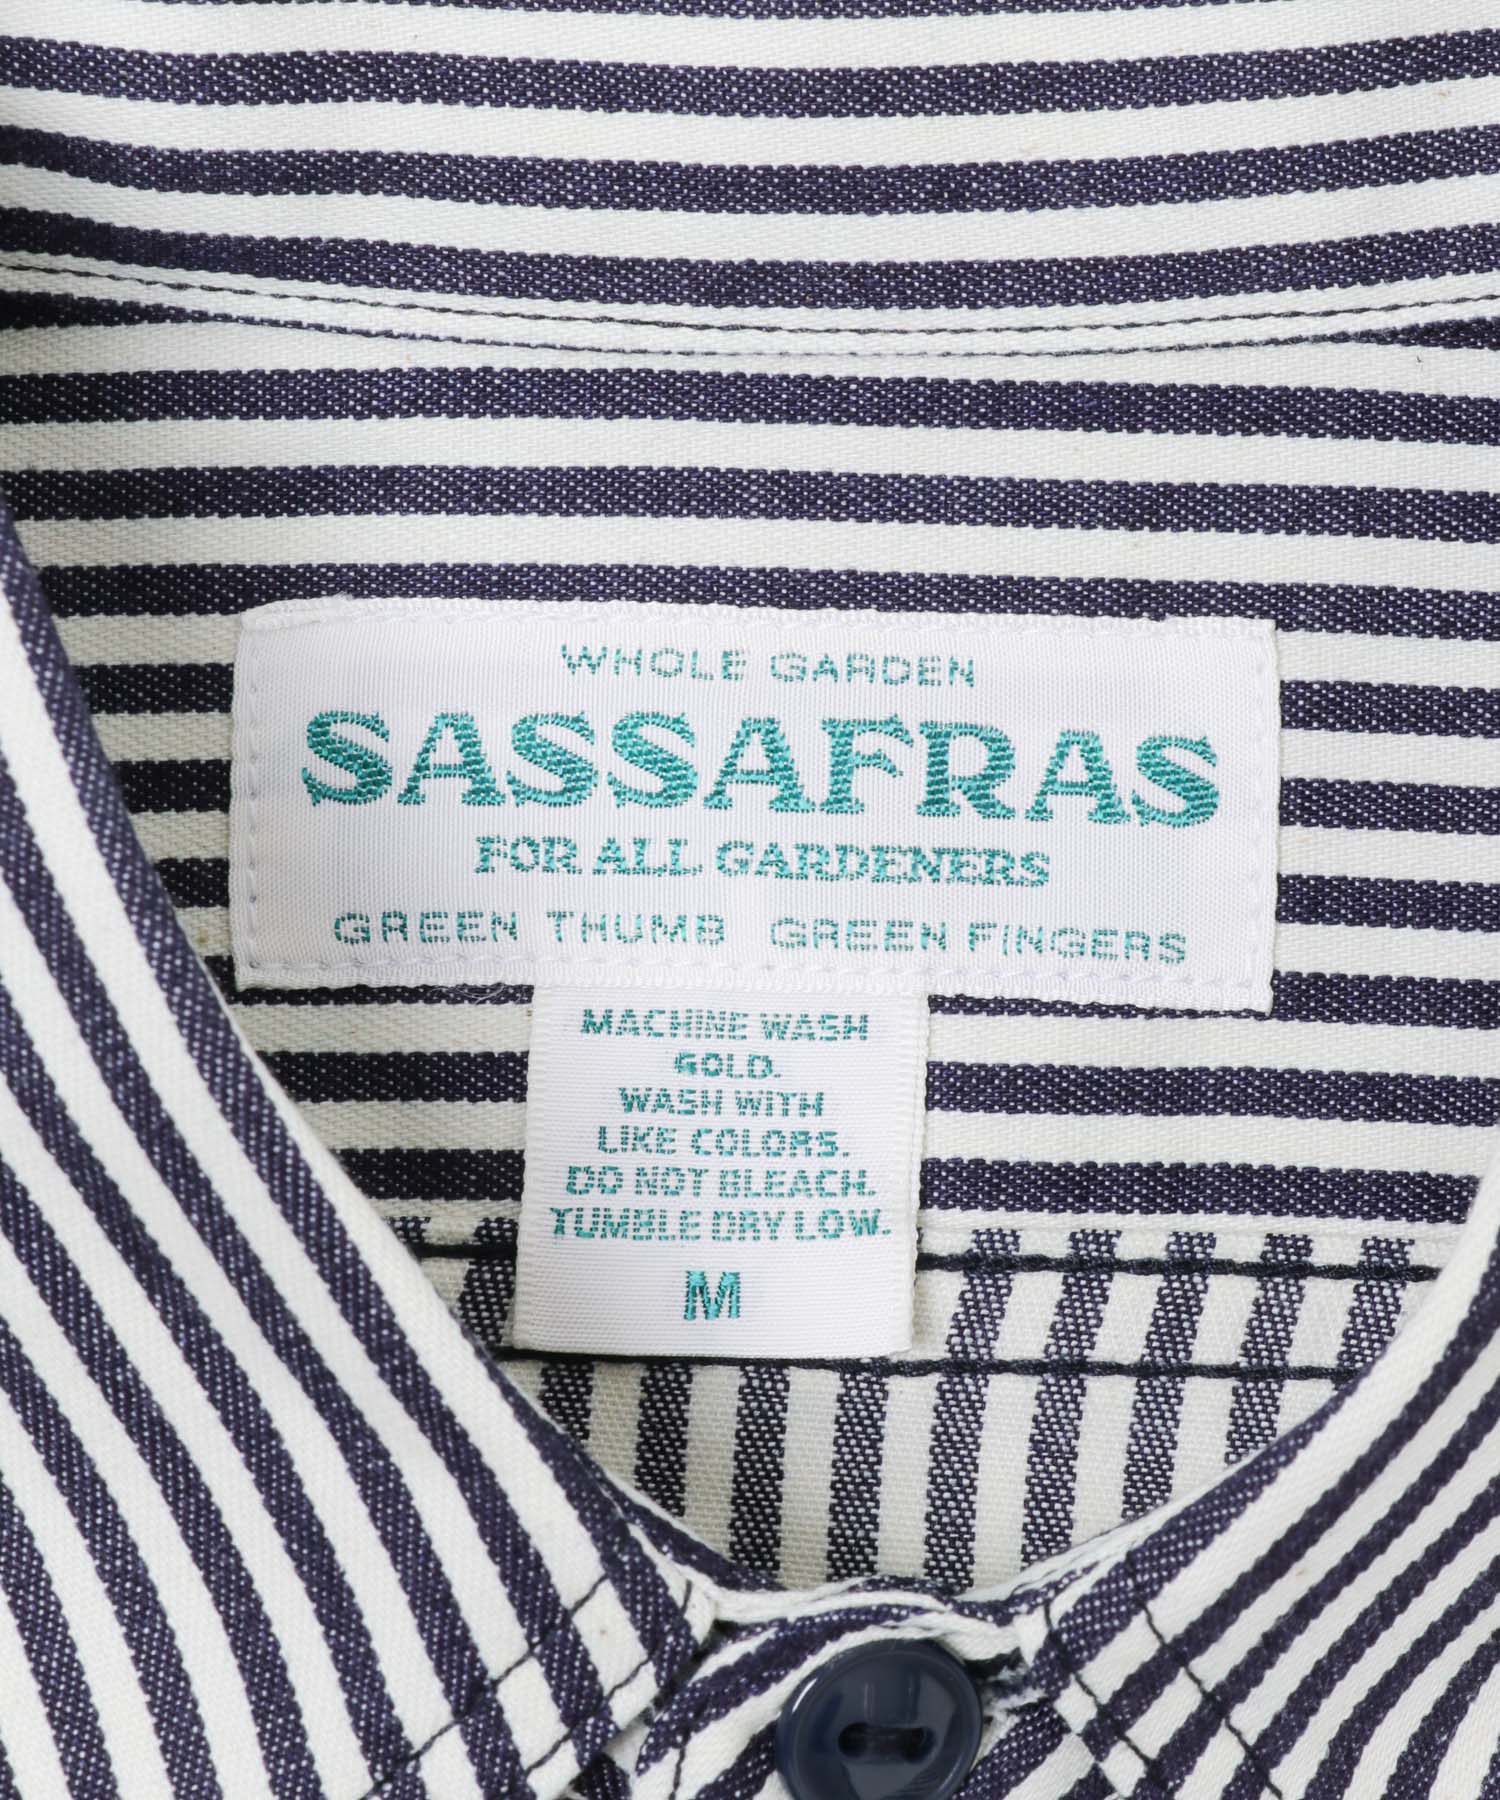 WHOLE GARDEN
SASSAFRAS
FOR ALL GARDENERS
GREEN THUMB GREEN FINGERS
MACHINE WASH
GOLD.
WASH WITH
LIKE COLORS.
DO NOT BLEACH.
TUMBLE DRY LOW.
M